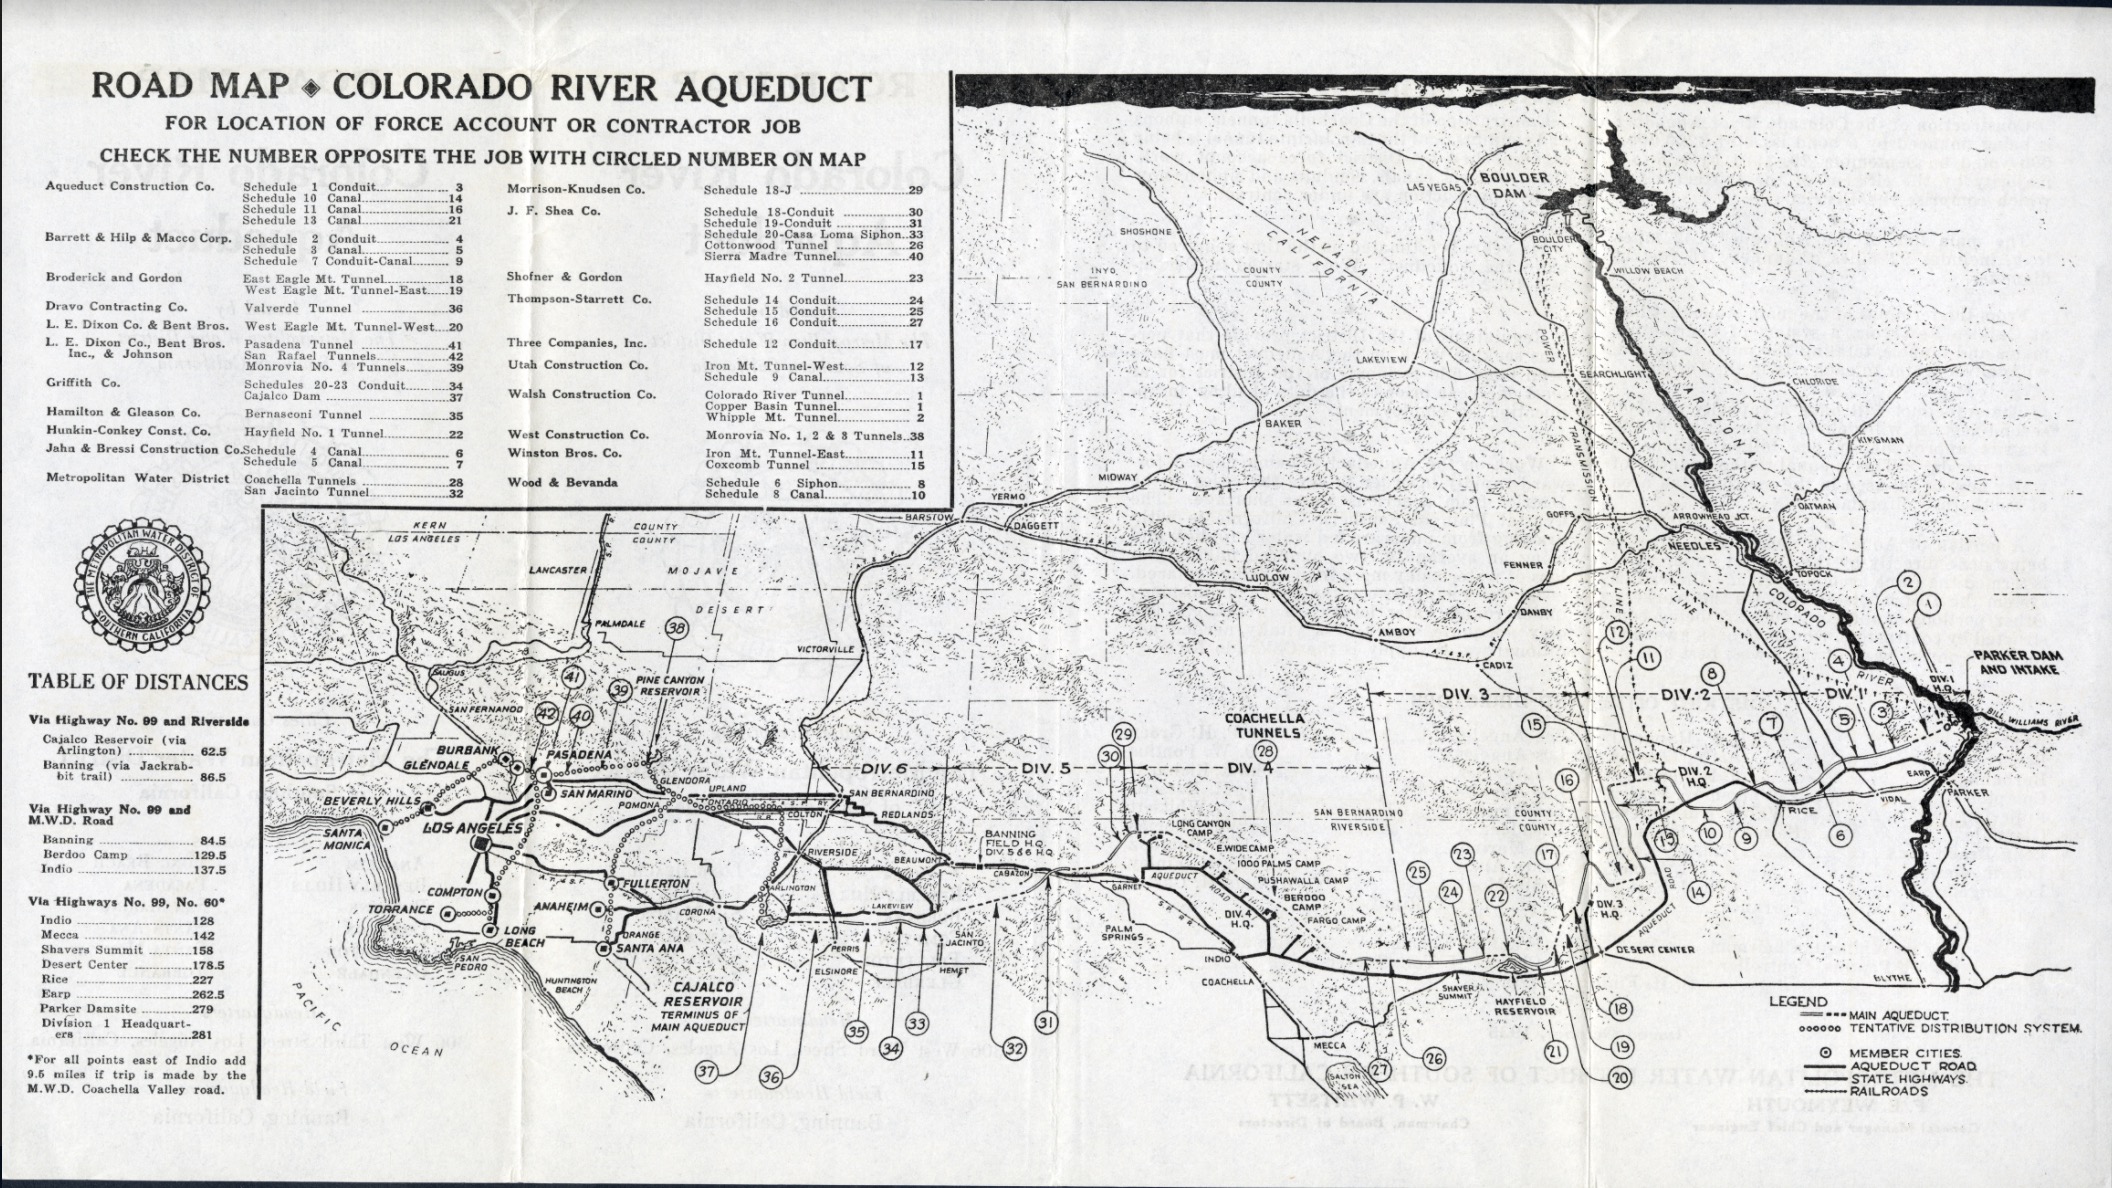 ROAD MAP ◈ COLORADO RIVER AQUEDUCT
FOR LOCATION OF FORCE ACCOUNT OR CONTRACTOR JOB
CHECK THE NUMBER OPPOSITE THE JOB WITH CIRCLED NUMBER ON MAP
Aqueduct Construction Co. Schedule 1 Conduit 3
Schedule 10 Canal 14
Schedule 11 Canal 16
Schedule 13 Canal 21
Barrett & Hilp & Macco Corp. Schedule 2 Conduit 4
Schedule 3 Canal 5
Schedule 7 Conduit-Canal 9
Broderick and Gordon East Eagle Mt. Tunnel 18
West Eagle Mt. Tunnel-East 19
Dravo Contracting Co. Valverde Tunnel 36
L. E. Dixon Co. & Bent Bros. West Eagle Mt. Tunnel-West 20
L. E. Dixon Co., Bent Bros. Pasadena Tunnel 41
Inc., & Johnson San Rafael Tunnels 42
Monrovia No. 4 Tunnels 39
Griffith Co. Schedules 20-23 Conduit 34
Cajalco Dam 37
Hamilton & Gleason Co. Bernasconi Tunnel 35
Hunkin-Conkey Const. Co. Hayfield No. 1 Tunnel 22
Jahn & Bressi Construction Co. Schedule 4 Canal 6
Schedule 5 Canal 7
Metropolitan Water District Coachella Tunnels 28
San Jacinto Tunnel 32
Morrison-Knudsen Co. Schedule 18-J 29
J. F. Shea Co. Schedule 18-Conduit 30
Schedule 19-Conduit 31
Schedule 20-Casa Loma Siphon 33
Cottonwood Tunnel 26
Sierra Madre Tunnel 40
Shofner & Gordon Hayfield No. 2 Tunnel 23
Thompson-Starrett Co. Schedule 14 Conduit 24
Schedule 15 Conduit 25
Schedule 16 Conduit 27
Three Companies, Inc. Schedule 12 Conduit 17
Utah Construction Co. Iron Mt. Tunnel-West 12
Schedule 9 Canal 13
Walsh Construction Co. Colorado River Tunnel 1
Copper Basin Tunnel 1
Whipple Mt. Tunnel 2
West Construction Co. Monrovia No. 1, 2 & 3 Tunnels 38
Winston Bros. Co. Iron Mt. Tunnel-East 11
Coxcomb Tunnel 15
Wood & Bevanda Schedule 6 Siphon 8
Schedule 8 Canal 10
THE METROPOLITAN WATER DISTRICT OF SOUTHERN CALIFORNIA
TABLE OF DISTANCES
Via Highway No. 99 and Riverside
Cajalco Reservoir (via
Arlington) 62.5
Banning (via Jackrab-
bit trail) 86.5
Via Highway No. 99 and
M.W.D. Road
Banning 84.5
Berdoo Camp 129.5
Indio 137.5
Via Highways No. 99, No. 60*
Indio 128
Mecca 142
Shavers Summit 158
Desert Center 178.5
Rice 227
Earp 262.5
Parker Damsite 279
Division 1 Headquart-
ers 281
*For all points east of Indio add
9.5 miles if trip is made by the
M.W.D. Coachella Valley road.
LAS VEGAS
BOULDER
DAM
BOULDER
CITY
WILLOW BEACH
SHOSHONE
NEVADA
CALIFORNIA
INYO COUNTY
SAN BERNARDINO COUNTY
POWER
TRANSMISSION
LINE
LINE
LAKEVIEW
SEARCHLIGHT
ARIZONA
CHLORIDE
KINGMAN
BAKER
MIDWAY
U.P. RR
YERMO
BARSTOW
DAGGETT
GOFFS
ARROWHEAD JCT.
OATMAN
NEEDLES
TOPOCK
FENNER
LUDLOW
DANBY
AMBOY
A.T. & S.F.
CADIZ
COLORADO
RIVER
KERN COUNTY
LOS ANGELES COUNTY
S.P.
LANCASTER
MOJAVE
DESERT
PALMDALE
VICTORVILLE
38
SAUGUS
SAN FERNANDO
41
39
PINE CANYON
RESERVOIR
42
40
BURBANK
GLENDALE
PASADENA
SAN MARINO
GLENDORA
BEVERLY HILLS
LOS ANGELES
SANTA
MONICA
POMONA
UPLAND
ONTARIO
COLTON
SAN BERNARDINO
REDLANDS
RIVERSIDE
BEAUMONT
ARLINGTON
FULLERTON
A.T. & S.F.
COMPTON
TORRANCE
ANAHEIM
CORONA
LONG
BEACH
ORANGE
SANTA ANA
SAN
PEDRO
HUNTINGTON
BEACH
PACIFIC
OCEAN
LAKEVIEW
PERRIS
ELSINORE
SAN
JACINTO
HEMET
CAJALCO
RESERVOIR
TERMINUS OF
MAIN AQUEDUCT
37
36
35
34
33
32
31
DIV. 6
DIV. 5
DIV. 4
DIV. 3
DIV. 2
DIV. 1
BANNING
FIELD H.Q.
DIV. 5 & 6 H.Q.
CABAZON
29
30
COACHELLA
TUNNELS
28
SAN BERNARDINO COUNTY
RIVERSIDE COUNTY
LONG CANYON
CAMP
E.WIDE CAMP
1000 PALMS CAMP
PUSHAWALLA CAMP
BERDOO
CAMP
FARGO CAMP
GARNET
AQUEDUCT
ROAD
S.P. RR.
DIV. 4
H.Q.
PALM
SPRINGS
INDIO
COACHELLA
MECCA
SALTON
SEA
SHAVER
SUMMIT
HAYFIELD
RESERVOIR
25
24
23
22
17
27
26
21
18
19
20
DIV. 3
H.Q.
DESERT CENTER
AQUEDUCT
ROAD
12
11
8
15
16
7
4
5
3
2
1
PARKER DAM
AND INTAKE
DIV. 1
H.Q.
BILL WILLIAMS RIVER
DIV. 2
H.Q.
EARP
PARKER
VIDAL
RICE
13
10
9
6
14
BLYTHE
LEGEND
MAIN AQUEDUCT.
TENTATIVE DISTRIBUTION SYSTEM.
MEMBER CITIES.
AQUEDUCT ROAD.
STATE HIGHWAYS.
RAILROADS